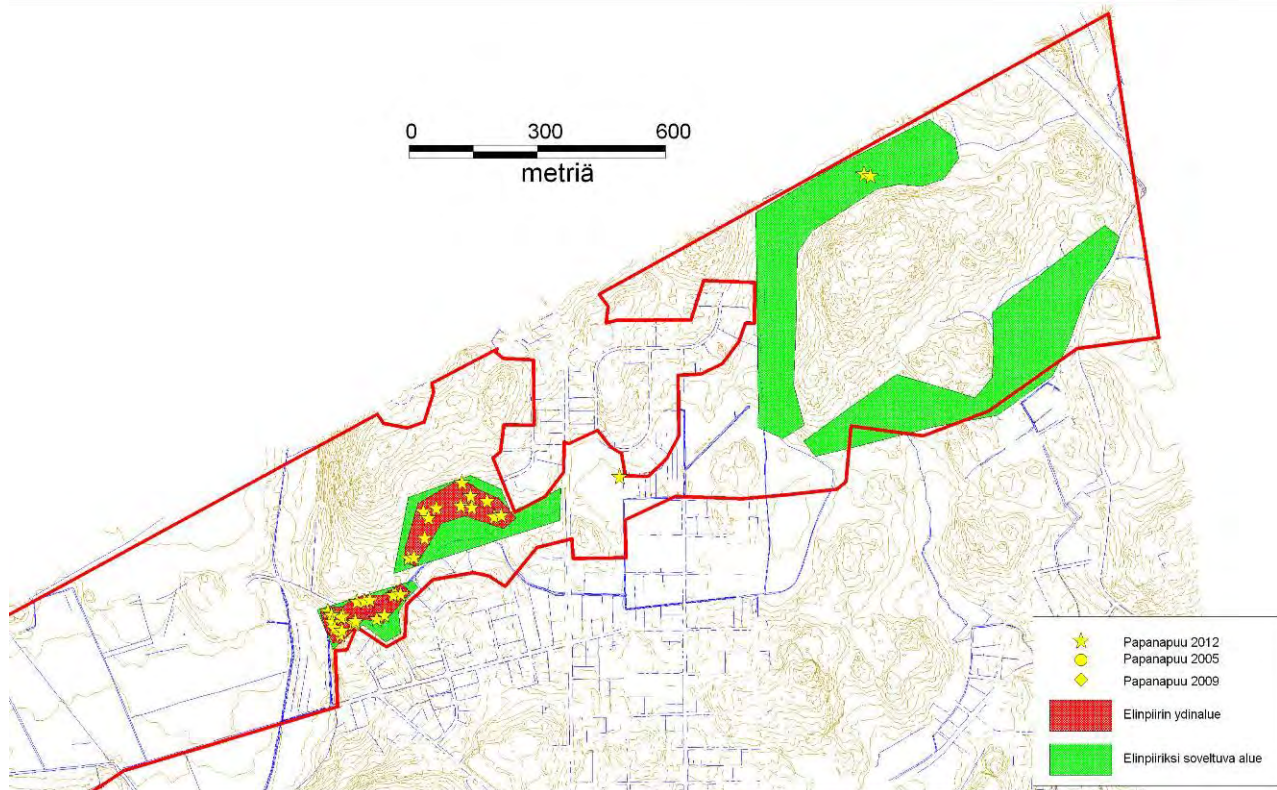 0 300 600
metriä
Papanapuu 2012
Papanapuu 2005
Papanapuu 2009
Elinpiirin ydinalue
Elinpiiriksi soveltuva alue